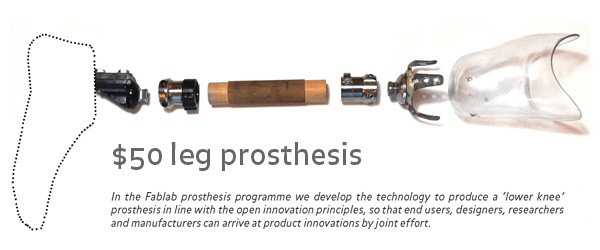 $50 leg prosthesis
In the Fablab prosthesis programme we develop the technology to produce a 'lower knee'
prosthesis in line with the open innovation principles, so that end users, designers, researchers
and manufacturers can arrive at product innovations by joint effort.